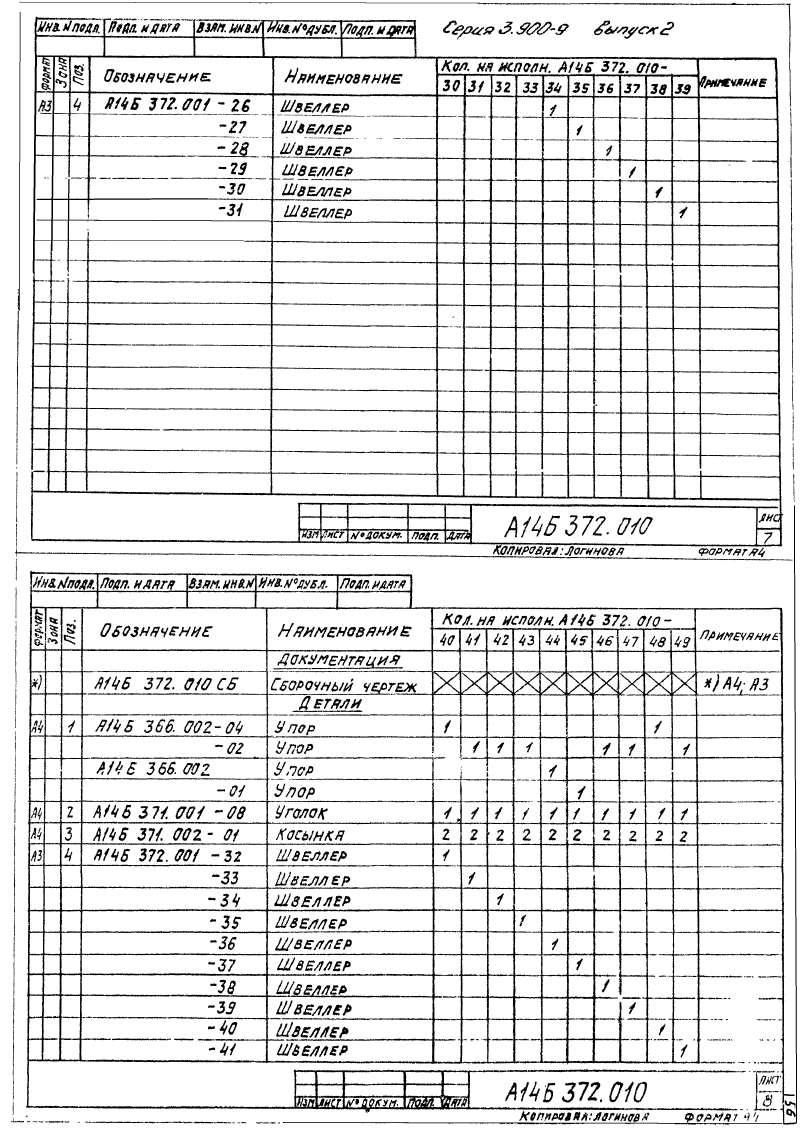 Серия 3.900-9 Выпуск 2
Инв. № подл. Подп. и дата Взам. инв. № Инв. № дубл. Подп. и дата
Формат Зона Поз. Обозначение Наименование Кол. на исполн. А14Б 372.010- Примечание
30 31 32 33 34 35 36 37 38 39
А3 4 А14Б 372.001 - 26 Швеллер 1
-27 Швеллер 1
-28 Швеллер 1
-29 Швеллер 1
-30 Швеллер 1
-31 Швеллер 1
Изм Лист № докум. Подп. Дата
А14Б 372.010
Лист
7
Копировал: Логинова Формат А4
Инв. № подл. Подп. и дата Взам. инв. № Инв. № дубл. Подп. и дата
Формат Зона Поз. Обозначение Наименование Кол. на исполн. А14Б 372.010- Примечание
40 41 42 43 44 45 46 47 48 49
Документация
*) А14Б 372.010 СБ Сборочный чертеж *) А4; А3
Детали
А4 1 А14Б 366.002-04 Упор 1 1
-02 Упор 1 1 1 1 1 1
А14Б 366.002 Упор 1
-01 Упор 1
А4 2 А14Б 371.001 -08 Уголок 1 1 1 1 1 1 1 1 1 1
А4 3 А14Б 371.002 - 01 Косынка 2 2 2 2 2 2 2 2 2 2
А3 4 А14Б 372.001 -32 Швеллер 1
-33 Швеллер 1
-34 Швеллер 1
-35 Швеллер 1
-36 Швеллер 1
-37 Швеллер 1
-38 Швеллер 1
-39 Швеллер 1
-40 Швеллер 1
-41 Швеллер 1
Изм Лист № докум. Подп. Дата
А14Б 372.010
Лист
8
Копировал: Логинова Формат А4